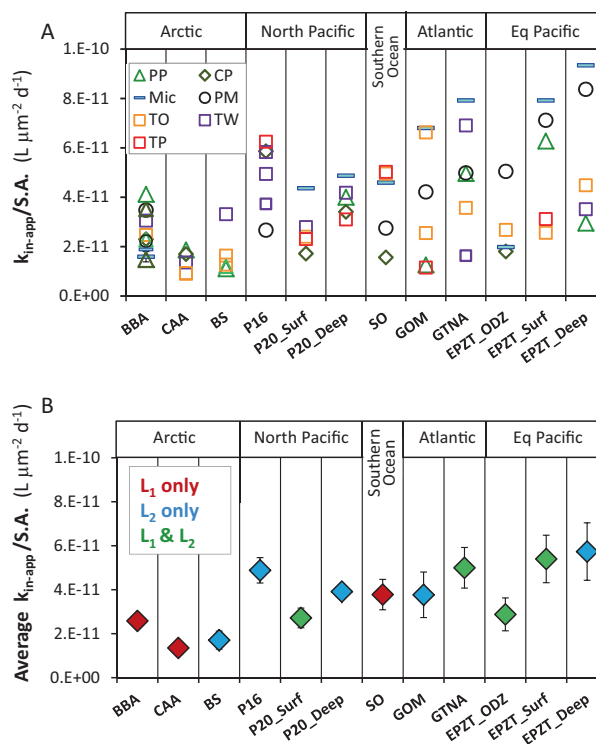 A
Arctic
North Pacific
Southern Ocean
Atlantic
Eq Pacific
k_in-app/S.A. (L μm⁻² d⁻¹)
1.E-10
8.E-11
6.E-11
4.E-11
2.E-11
0.E+00
PP CP
Mic PM
TO TW
TP
BBA CAA BS P16 P20_Surf P20_Deep SO GOM GTNA EPZT_ODZ EPZT_Surf EPZT_Deep
B
Arctic
North Pacific
Southern Ocean
Atlantic
Eq Pacific
Average k_in-app/S.A. (L μm⁻² d⁻¹)
1.E-10
8.E-11
6.E-11
4.E-11
2.E-11
0.E+00
L₁ only
L₂ only
L₁ & L₂
BBA CAA BS P16 P20_Surf P20_Deep SO GOM GTNA EPZT_ODZ EPZT_Surf EPZT_Deep